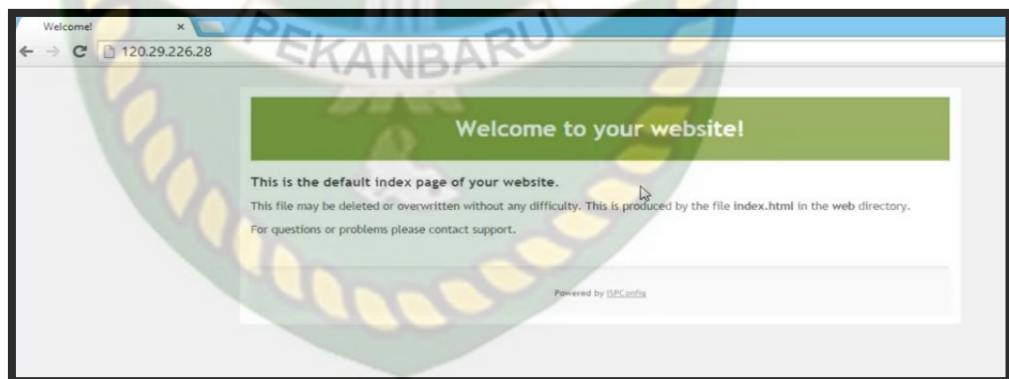 Welcome!
120.29.226.28
PEKANBARU
Welcome to your website!
This is the default index page of your website.
This file may be deleted or overwritten without any difficulty. This is produced by the file index.html in the web directory.
For questions or problems please contact support.
Powered by ISPConfig